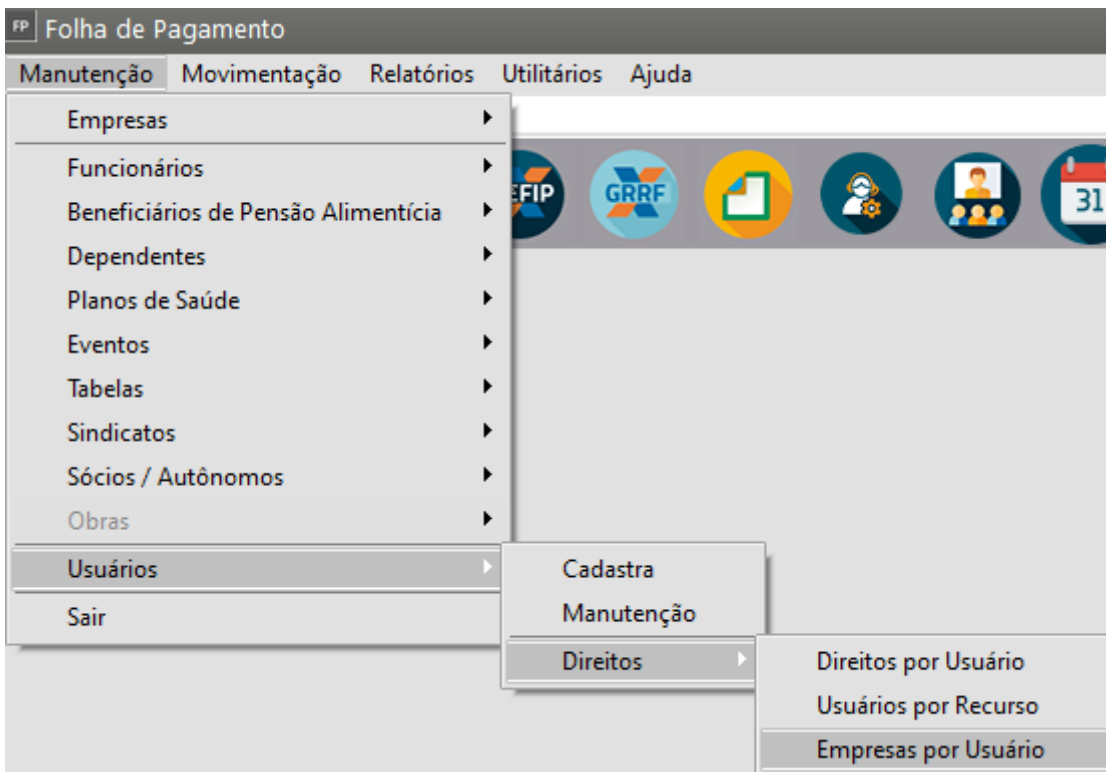 FP Folha de Pagamento
Manutenção Movimentação Relatórios Utilitários Ajuda
Empresas
Funcionários
Beneficiários de Pensão Alimentícia
Dependentes
Planos de Saúde
Eventos
Tabelas
Sindicatos
Sócios / Autônomos
Obras
Usuários
Sair
EFIP
GRRF
31
Cadastra
Manutenção
Direitos
Direitos por Usuário
Usuários por Recurso
Empresas por Usuário